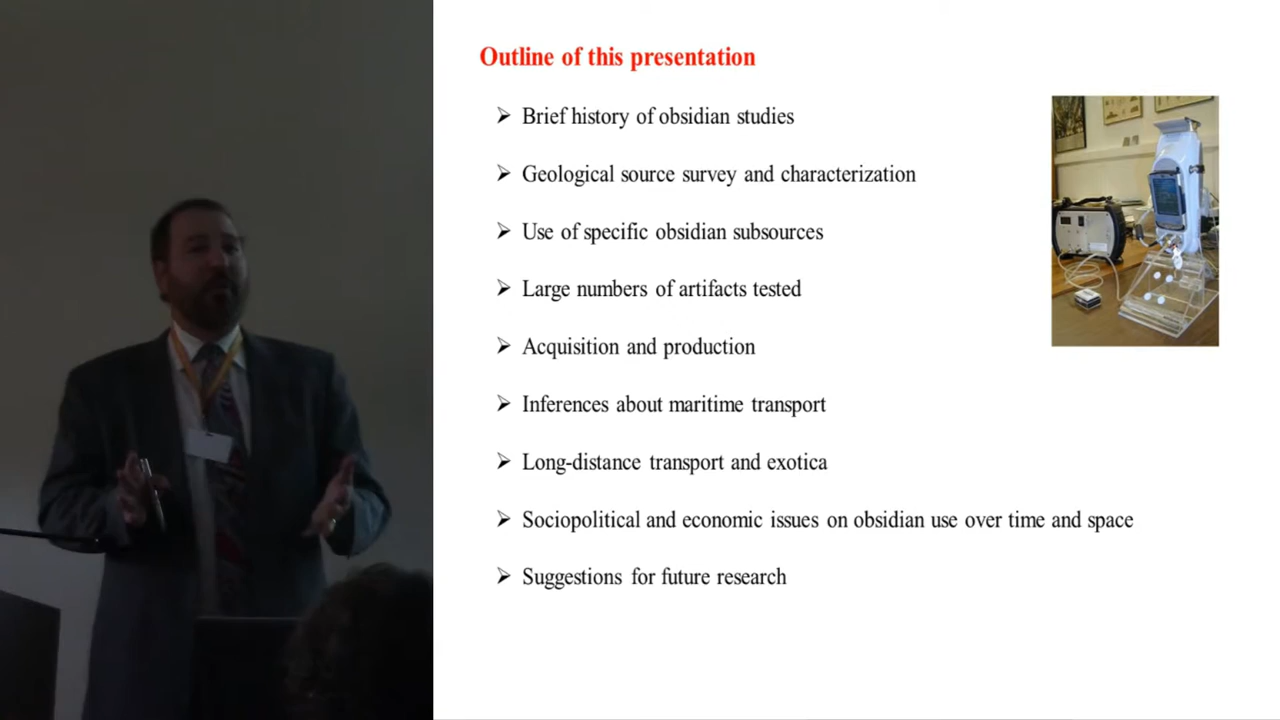 Outline of this presentation
➢ Brief history of obsidian studies
➢ Geological source survey and characterization
➢ Use of specific obsidian subsources
➢ Large numbers of artifacts tested
➢ Acquisition and production
➢ Inferences about maritime transport
➢ Long-distance transport and exotica
➢ Sociopolitical and economic issues on obsidian use over time and space
➢ Suggestions for future research